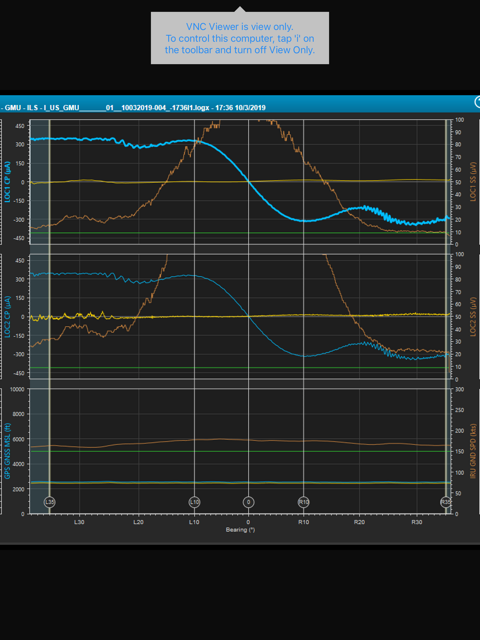 VNC Viewer is view only.
To control this computer, tap 'i' on
the toolbar and turn off View Only.
- GMU - ILS - I_US_GMU______01__10032019-004_-17361t.logx - 17:36 10/3/2019
LOC1 CP (µA)
450
300
150
0
-150
-300
-450
100
90
80
70
60
50
40
30
20
10
0
LOC1 SS (µV)
LOC2 CP (µA)
450
300
150
0
-150
-300
-450
100
90
80
70
60
50
40
30
20
10
0
LOC2 SS (µV)
GPS GNSS MSL (ft)
10000
8000
6000
4000
2000
0
300
250
200
150
100
50
0
IRU GND SPD (kts)
L35
L10
0
R10
R35
L30
L20
L10
0
R10
R20
R30
Bearing (°)